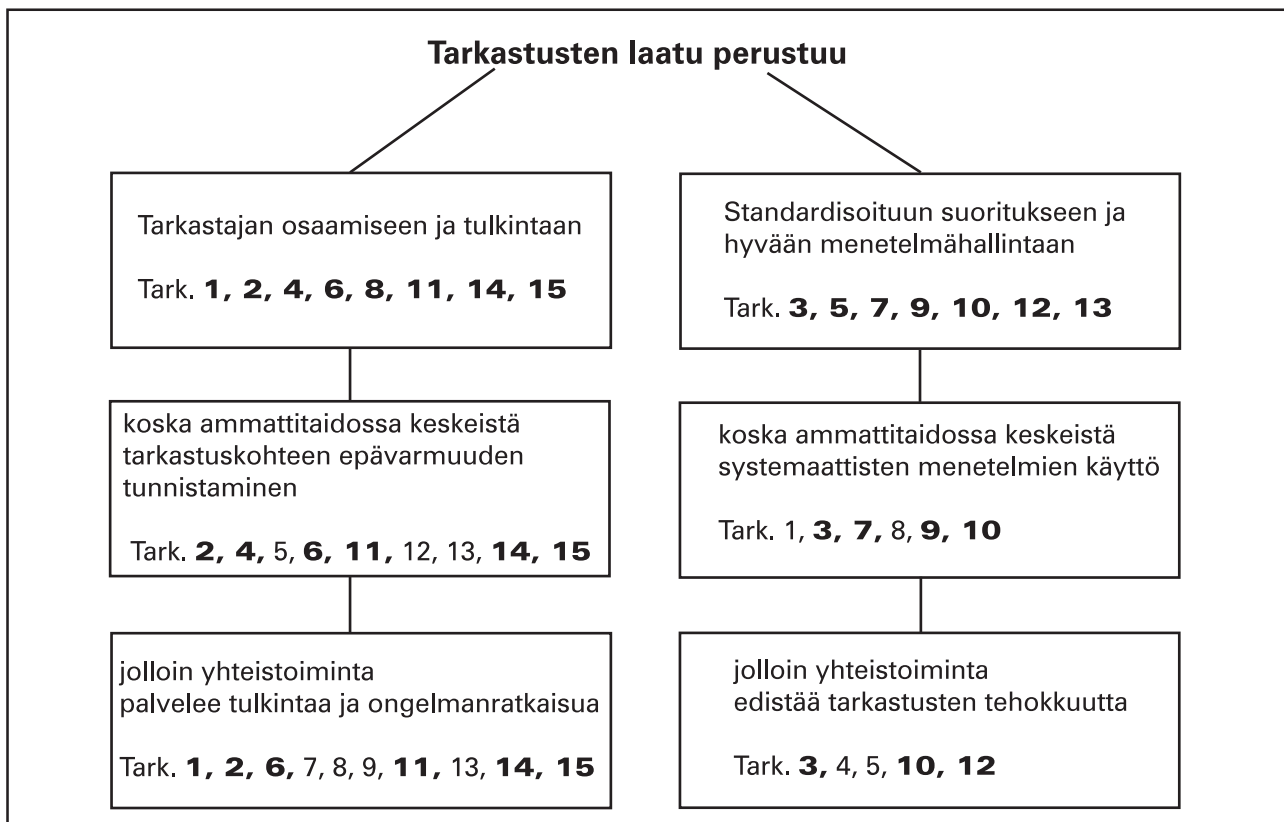 Tarkastusten laatu perustuu
Tarkastajan osaamiseen ja tulkintaan
Tark. 1, 2, 4, 6, 8, 11, 14, 15
koska ammattitaidossa keskeistä
tarkastuskohteen epävarmuuden
tunnistaminen
Tark. 2, 4, 5, 6, 11, 12, 13, 14, 15
jolloin yhteistoiminta
palvelee tulkintaa ja ongelmanratkaisua
Tark. 1, 2, 6, 7, 8, 9, 11, 13, 14, 15
Standardisoituun suoritukseen ja
hyvään menetelmähallintaan
Tark. 3, 5, 7, 9, 10, 12, 13
koska ammattitaidossa keskeistä
systemaattisten menetelmien käyttö
Tark. 1, 3, 7, 8, 9, 10
jolloin yhteistoiminta
edistää tarkastusten tehokkuutta
Tark. 3, 4, 5, 10, 12